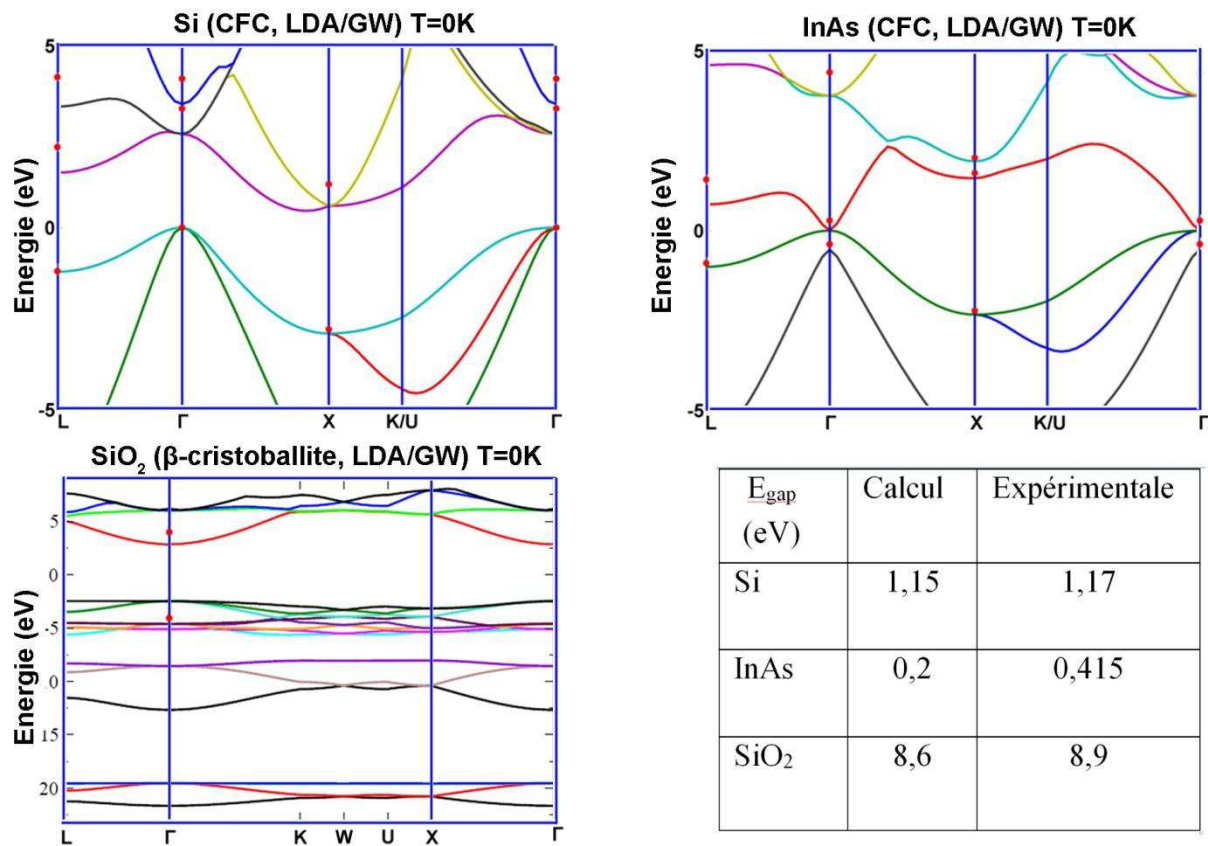 Si (CFC, LDA/GW) T=0K
5
0
-5
Energie (eV)
L Γ X K/U Γ
InAs (CFC, LDA/GW) T=0K
5
0
-5
Energie (eV)
L Γ X K/U Γ
SiO₂ (β-cristoballite, LDA/GW) T=0K
5
0
-5
0
15
20
Energie (eV)
L Γ K W U X Γ
Egap (eV) Calcul Expérimentale
Si 1,15 1,17
InAs 0,2 0,415
SiO₂ 8,6 8,9